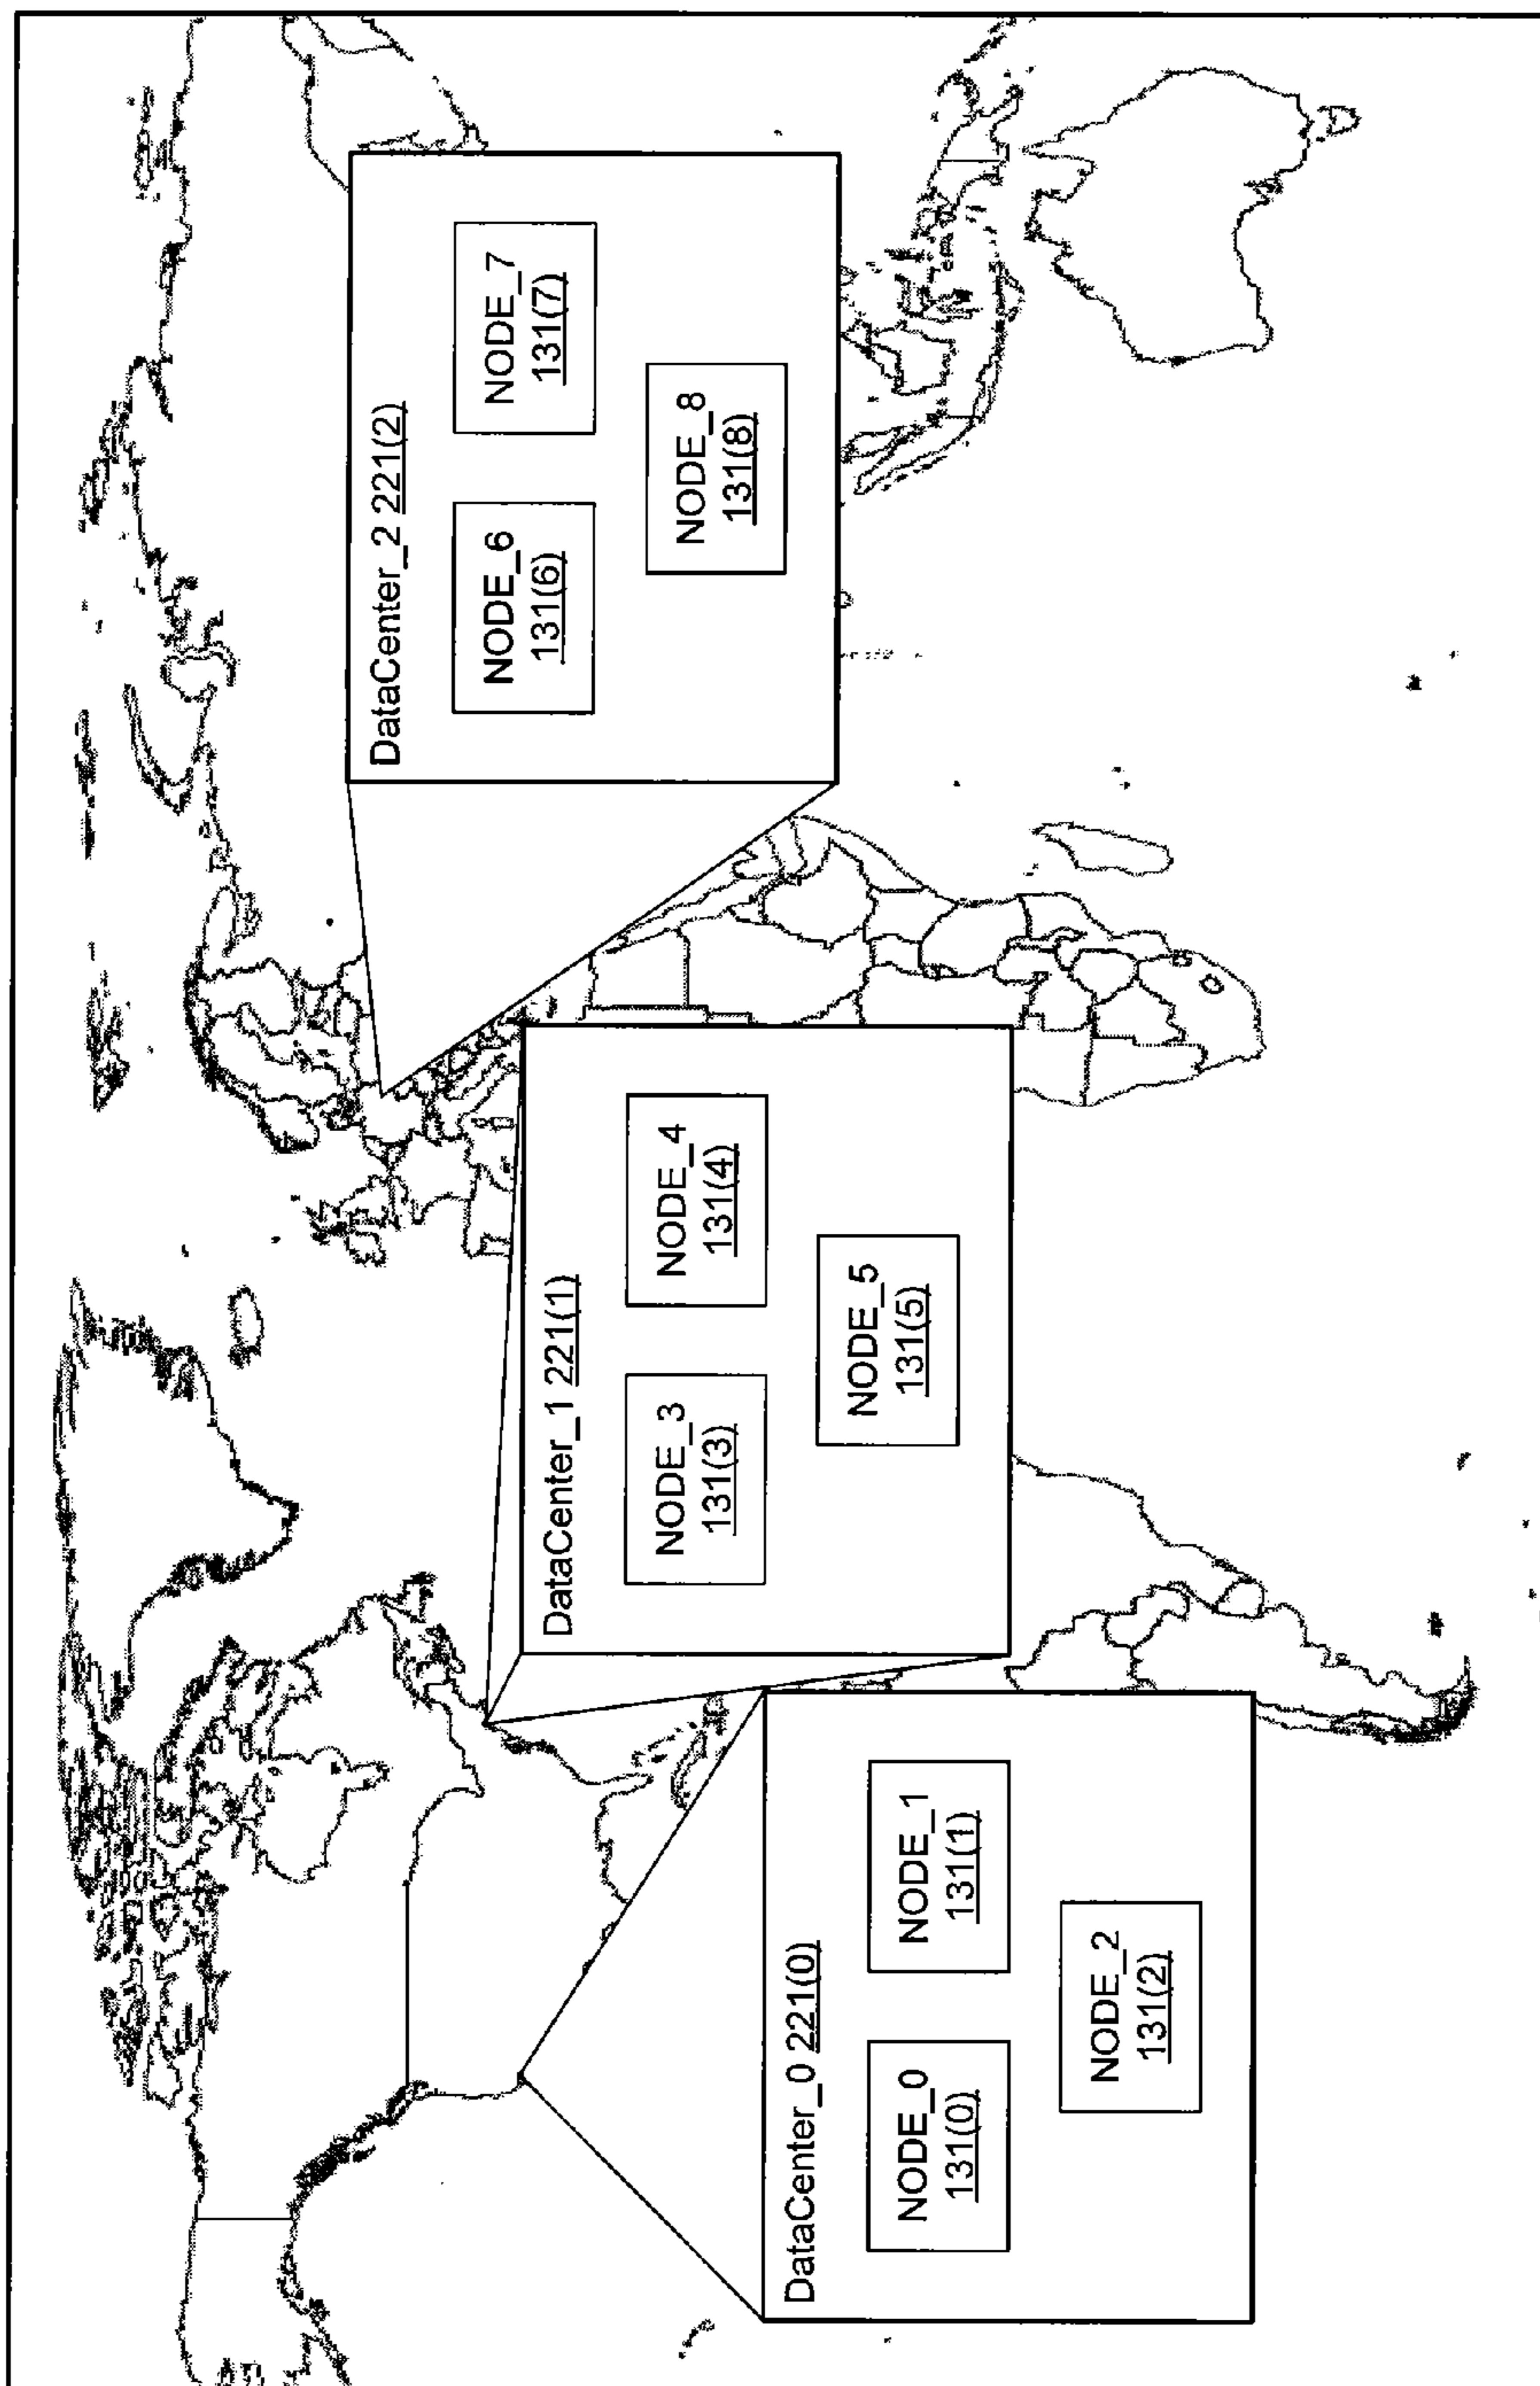 DataCenter_0 221(0)
NODE_0
131(0)
NODE_1
131(1)
NODE_2
131(2)
DataCenter_1 221(1)
NODE_3
131(3)
NODE_4
131(4)
NODE_5
131(5)
DataCenter_2 221(2)
NODE_6
131(6)
NODE_7
131(7)
NODE_8
131(8)